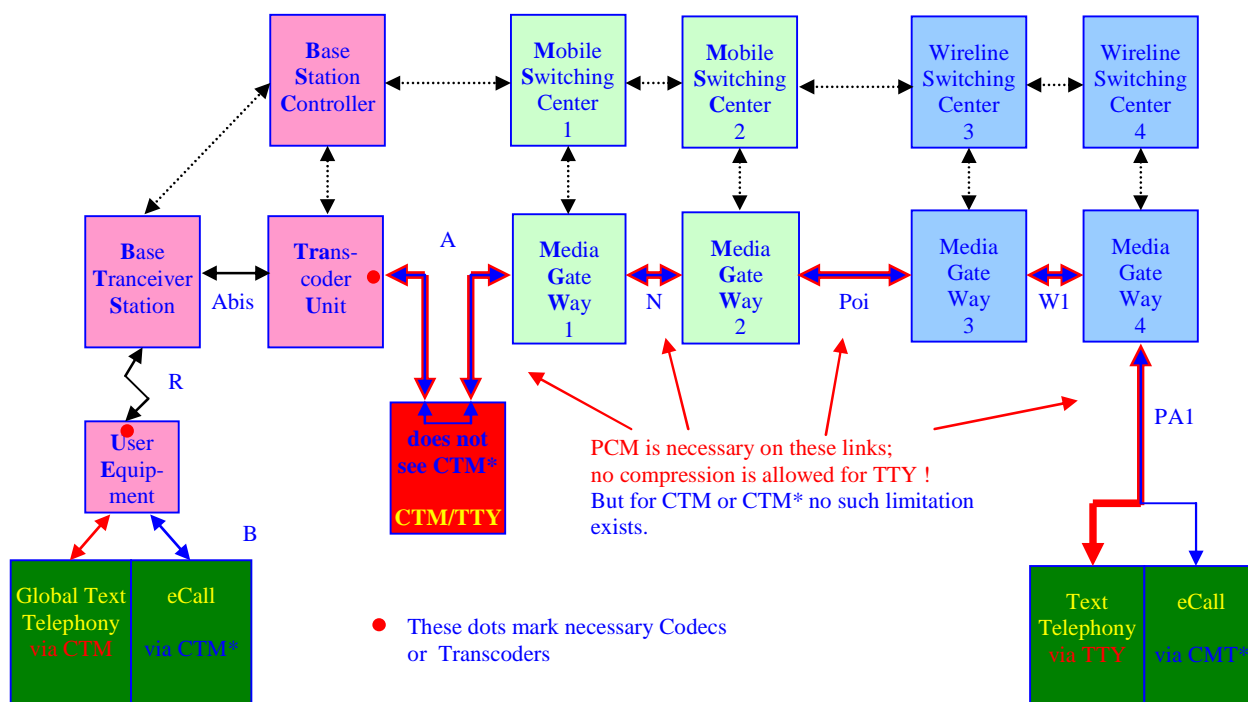 Base
Station
Controller
Mobile
Switching
Center
1
Mobile
Switching
Center
2
Wireline
Switching
Center
3
Wireline
Switching
Center
4
Base
Tranceiver
Station
Abis
Trans-
coder
Unit
A
Media
Gate
Way
1
N
Media
Gate
Way
2
Poi
Media
Gate
Way
3
W1
Media
Gate
Way
4
R
User
Equip-
ment
B
does not
see CTM*
CTM/TTY
PCM is necessary on these links;
no compression is allowed for TTY !
But for CTM or CTM* no such limitation
exists.
PA1
Global Text
Telephony
via CTM
eCall
via CTM*
These dots mark necessary Codecs
or Transcoders
Text
Telephony
via TTY
eCall
via CMT*